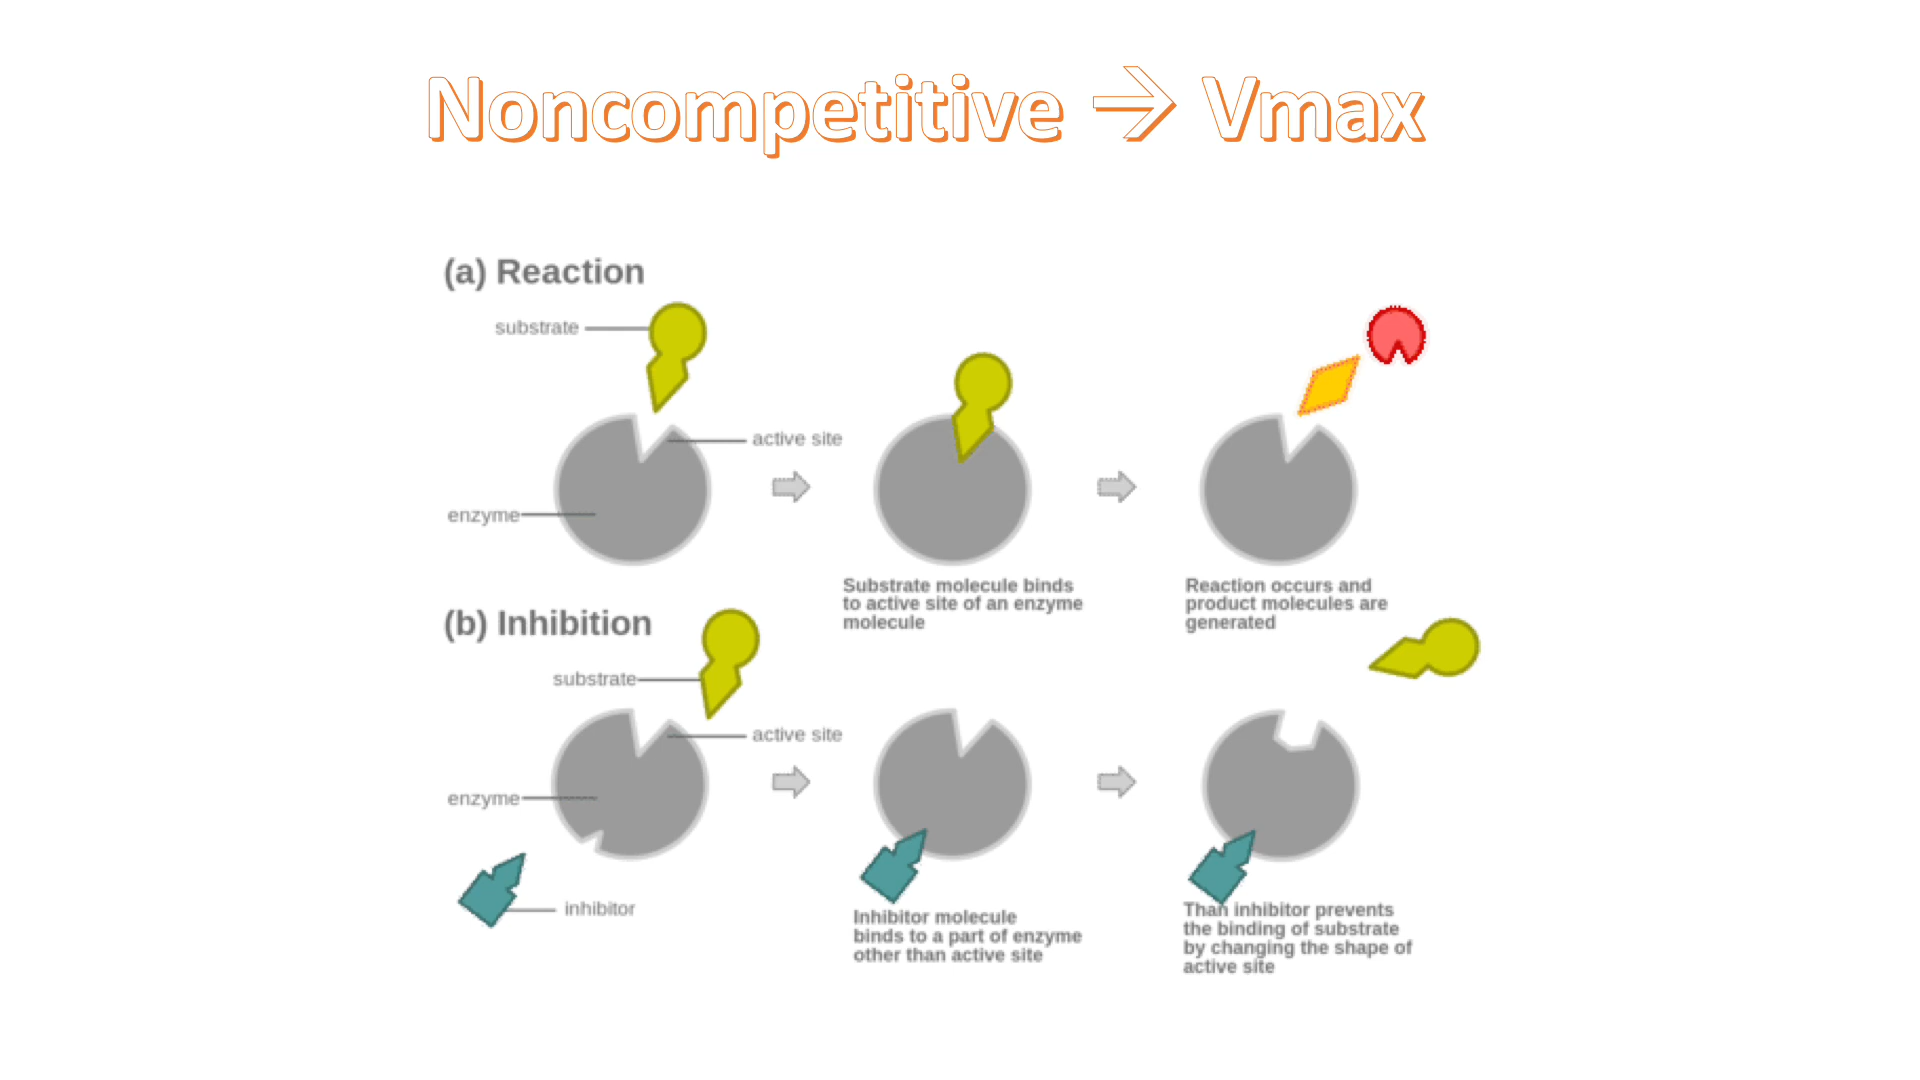 Noncompetitive → Vmax
(a) Reaction
substrate
active site
enzyme
Substrate molecule binds
to active site of an enzyme
molecule
Reaction occurs and
product molecules are
generated
(b) Inhibition
substrate
active site
enzyme
inhibitor
Inhibitor molecule
binds to a part of enzyme
other than active site
Than inhibitor prevents
the binding of substrate
by changing the shape of
active site